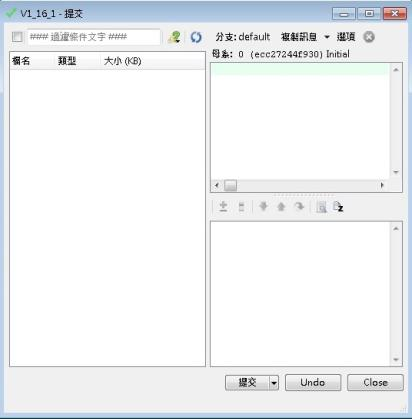 V1_16_1 - 提交
### 過濾條件文字 ###
分支: default 複製訊息 選項
母系: 0 (ecc27244f930) Initial
檔名 類型 大小 (KB)
提交 Undo Close